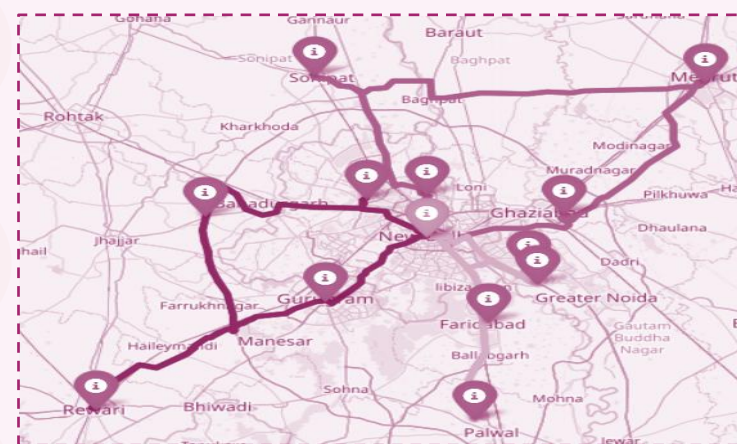 Gohana
Gannaur
Baraut
Sonipat
Baghpat
Sonipat
Meerut
Baghpat
Rohtak
Kharkhoda
Modinagar
Muradnagar
Loni
Pilkhuwa
Bahadurgarh
Ghaziabad
New Delhi
Dhaulana
Jhajjar
Dadri
Greater Noida
Farrukhnagar
Gurugram
Faridabad
Gautam
Buddha
Nagar
Haileymandi
Manesar
Ballabgarh
Sohna
Mohna
Rewari
Bhiwadi
Palwal
Jewar